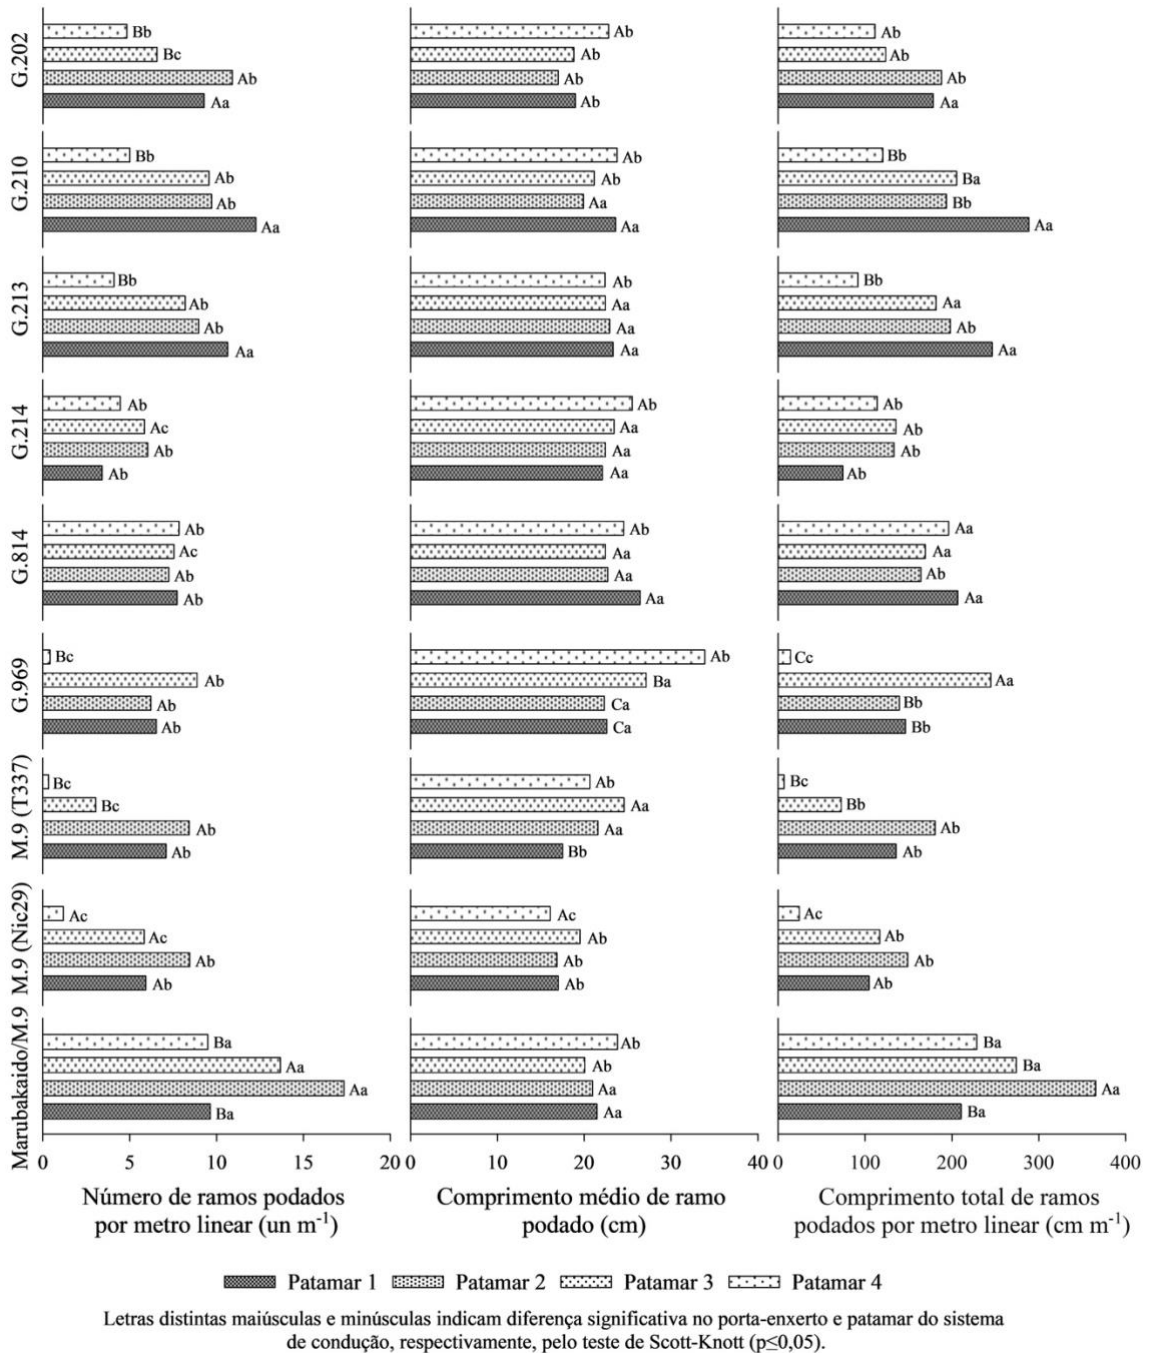 G.202
Bb
Bc
Ab
Aa
Ab
Ab
Ab
Ab
Ab
Ab
Ab
Aa
G.210
Bb
Ab
Ab
Aa
Ab
Ab
Aa
Aa
Bb
Ba
Bb
Aa
G.213
Bb
Ab
Ab
Aa
Ab
Aa
Aa
Aa
Bb
Aa
Ab
Aa
G.214
Ab
Ac
Ab
Ab
Ab
Aa
Aa
Aa
Ab
Ab
Ab
Ab
G.814
Ab
Ac
Ab
Ab
Ab
Aa
Aa
Aa
Aa
Aa
Ab
Aa
G.969
Bc
Ab
Ab
Ab
Ab
Ba
Ca
Ca
Cc
Aa
Bb
Bb
M.9 (T337)
Bc
Bc
Ab
Ab
Ab
Aa
Aa
Bb
Bc
Bb
Ab
Ab
M.9 (Nic29)
Ac
Ac
Ab
Ab
Ac
Ab
Ab
Ab
Ac
Ab
Ab
Ab
Marubakaido/M.9
Ba
Aa
Aa
Ba
Ab
Ab
Aa
Aa
Ba
Ba
Aa
Ba
0 5 10 15 20
0 10 20 30 40
0 100 200 300 400
Número de ramos podados
por metro linear (un m⁻¹)
Comprimento médio de ramo
podado (cm)
Comprimento total de ramos
podados por metro linear (cm m⁻¹)
Patamar 1 Patamar 2 Patamar 3 Patamar 4
Letras distintas maiúsculas e minúsculas indicam diferença significativa no porta-enxerto e patamar do sistema
de condução, respectivamente, pelo teste de Scott-Knott (p≤0,05).